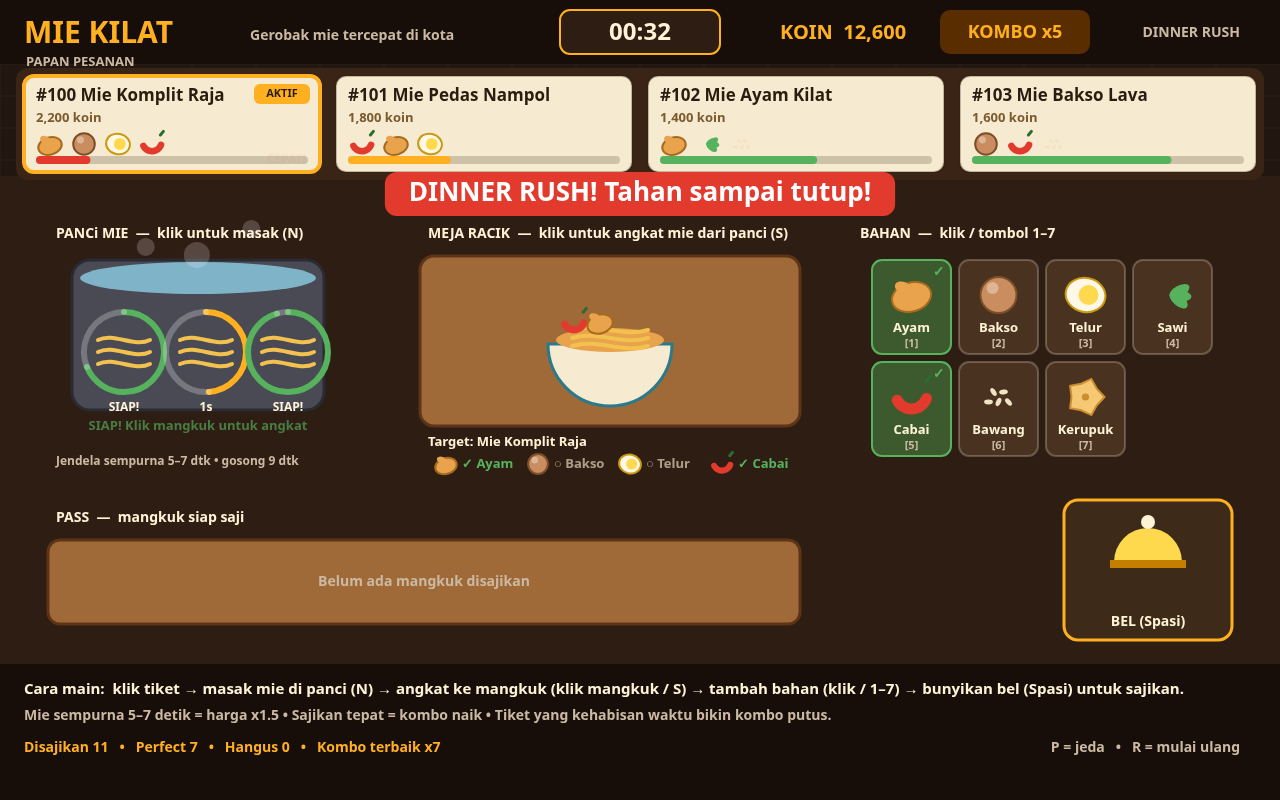 MIE KILAT
Gerobak mie tercepat di kota
00:32
KOIN 12,600
KOMBO x5
DINNER RUSH
PAPAN PESANAN
#100 Mie Komplit Raja
AKTIF
2,200 koin
#101 Mie Pedas Nampol
1,800 koin
#102 Mie Ayam Kilat
1,400 koin
#103 Mie Bakso Lava
1,600 koin
DINNER RUSH! Tahan sampai tutup!
PANCi MIE — klik untuk masak (N)
SIAP!
1s
SIAP!
SIAP! Klik mangkuk untuk angkat
Jendela sempurna 5–7 dtk • gosong 9 dtk
MEJA RACIK — klik untuk angkat mie dari panci (S)
Target: Mie Komplit Raja
✓ Ayam ○ Bakso ○ Telur ✓ Cabai
BAHAN — klik / tombol 1–7
✓
Ayam
[1]
Bakso
[2]
Telur
[3]
Sawi
[4]
✓
Cabai
[5]
Bawang
[6]
Kerupuk
[7]
PASS — mangkuk siap saji
Belum ada mangkuk disajikan
BEL (Spasi)
Cara main: klik tiket → masak mie di panci (N) → angkat ke mangkuk (klik mangkuk / S) → tambah bahan (klik / 1–7) → bunyikan bel (Spasi) untuk sajikan.
Mie sempurna 5–7 detik = harga x1.5 • Sajikan tepat = kombo naik • Tiket yang kehabisan waktu bikin kombo putus.
Disajikan 11 • Perfect 7 • Hangus 0 • Kombo terbaik x7
P = jeda • R = mulai ulang